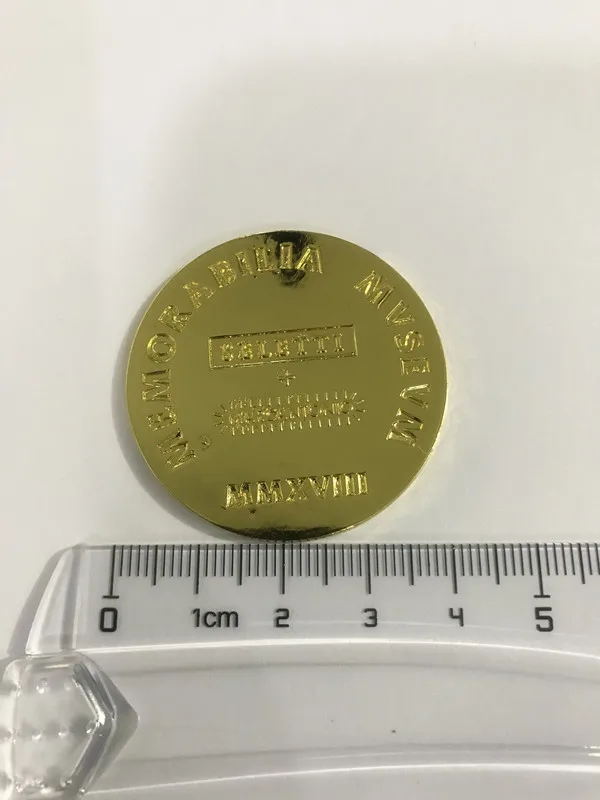 MEMORABILIA MVSEVM
SELETTI
+
MMXVIII
0 1cm 2 3 4 5